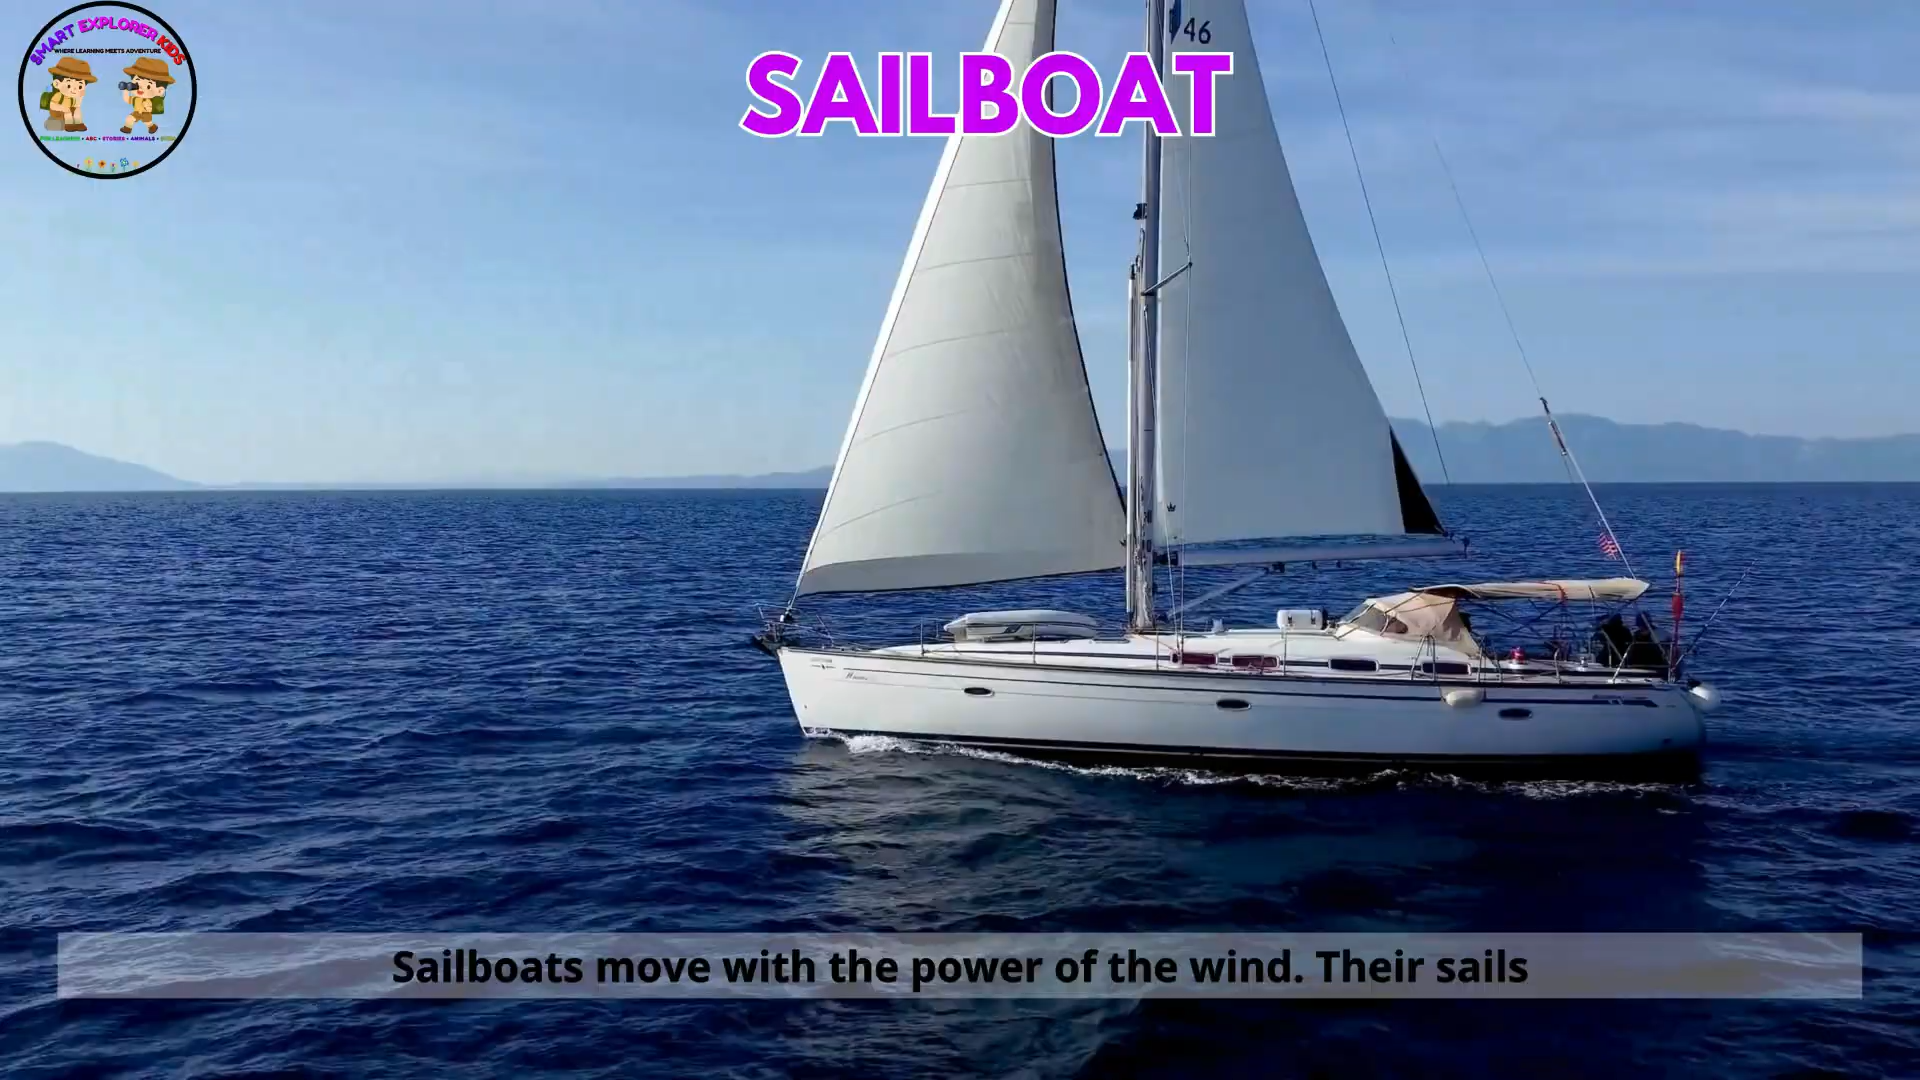 SMART EXPLORER KIDS
WHERE LEARNING MEETS ADVENTURE
SAILBOAT
46
Sailboats move with the power of the wind. Their sails